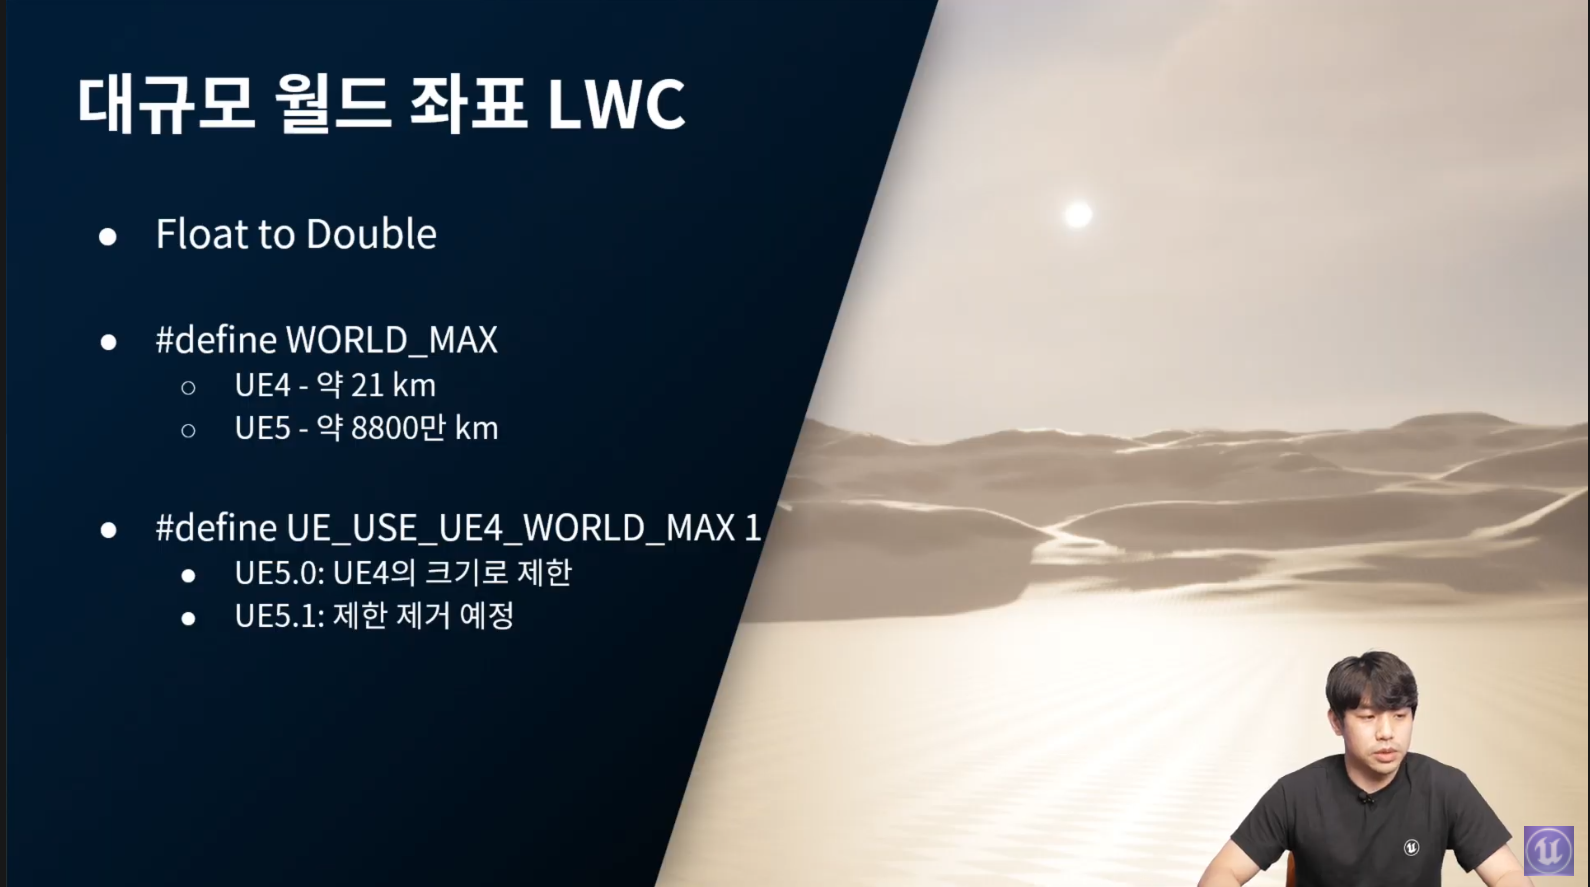 대규모 월드 좌표 LWC
● Float to Double
● #define WORLD_MAX
○ UE4 - 약 21 km
○ UE5 - 약 8800만 km
● #define UE_USE_UE4_WORLD_MAX 1
● UE5.0: UE4의 크기로 제한
● UE5.1: 제한 제거 예정